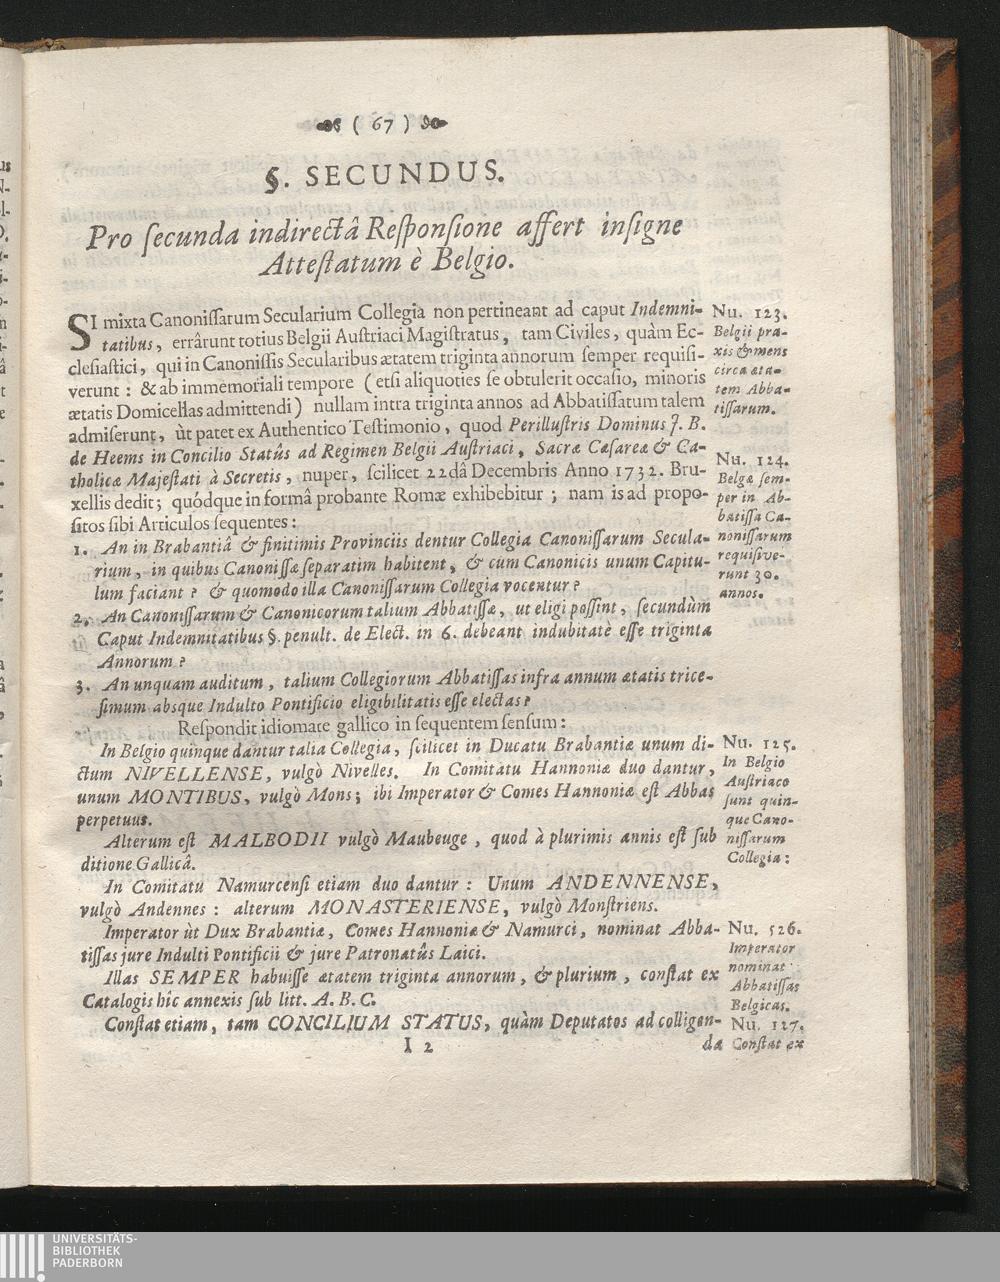 ( 67 )
§. SECUNDUS.
Pro ſecunda indirectâ Reſponſione affert inſigne
Atteſtatum è Belgio.
SI mixta Canoniſſarum Secularium Collegia non pertineant ad caput Indemni-
tatibus, errârunt totius Belgii Auſtriaci Magiſtratus, tam Civiles, quàm Ec-
cleſiaſtici, qui in Canoniſſis Secularibus ætatem triginta annorum ſemper requiſi-
verunt: & ab immemoriali tempore (etſi aliquoties ſe obtulerit occaſio, minoris
ætatis Domicellas admittendi) nullam intra triginta annos ad Abbatiſſatum talem
admiſerunt, ùt patet ex Authentico Teſtimonio, quod Perilluſtris Dominus J. B.
de Heems in Concilio Statûs ad Regimen Belgii Auſtriaci, Sacræ Cæſareæ & Ca-
tholicæ Majeſtati à Secretis, nuper, ſcilicet 22dâ Decembris Anno 1732. Bru-
xellis dedit; quódque in formâ probante Romæ exhibebitur; nam is ad propo-
ſitos ſibi Articulos ſequentes:
1. An in Brabantiâ & finitimis Provinciis dentur Collegia Canoniſſarum Secula-
rium, in quibus Canoniſſæ ſeparatim habitent, & cum Canonicis unum Capitu-
lum faciant? & quomodo illa Canoniſſarum Collegia vocentur?
2. An Canoniſſarum & Canonicorum talium Abbatiſſæ, ut eligi poſſint, ſecundùm
Caput Indemnitatibus §. penult. de Elect. in 6. debeant indubitatè eſſe triginta
Annorum?
3. An unquam auditum, talium Collegiorum Abbatiſſas infra annum ætatis trice-
ſimum absque Indulto Pontificio eligibilitatis eſſe electas?
Reſpondit idiomate gallico in ſequentem ſenſum:
In Belgio quinque dantur talia Collegia, ſcilicet in Ducatu Brabantiæ unum di-
ctum NIVELLENSE, vulgò Nivelles. In Comitatu Hannoniæ duo dantur,
unum MONTIBUS, vulgò Mons; ibi Imperator & Comes Hannoniæ eſt Abbas
perpetuus.
Alterum eſt MALBODII vulgò Maubeuge, quod à plurimis annis eſt ſub
ditione Gallicâ.
In Comitatu Namurcenſi etiam duo dantur: Unum ANDENNENSE,
vulgò Andennes: alterum MONASTERIENSE, vulgò Monſtriens.
Imperator ùt Dux Brabantiæ, Comes Hannoniæ & Namurci, nominat Abba-
tiſſas jure Indulti Pontificii & jure Patronatûs Laici.
Illas SEMPER habuiſſe ætatem triginta annorum, & plurium, conſtat ex
Catalogis hîc annexis ſub litt. A. B. C.
Conſtat etiam, tam CONCILIUM STATUS, quàm Deputatos ad colligen-
I 2
da
Nu. 123.
Belgii pra-
xis & mens
circa æta-
tem Abba-
tiſſarum.
Nu. 124.
Belgæ ſem-
per in Ab-
batiſſa Ca-
noniſſarum
requiſive-
runt 30.
annos.
Nu. 125.
In Belgio
Auſtriaco
ſunt quin-
que Cano-
niſſarum
Collegia:
Nu. 526.
Imperator
nominat
Abbatiſſas
Belgicas.
Nu. 127.
Conſtat ex
UNIVERSITÄTS-
BIBLIOTHEK
PADERBORN